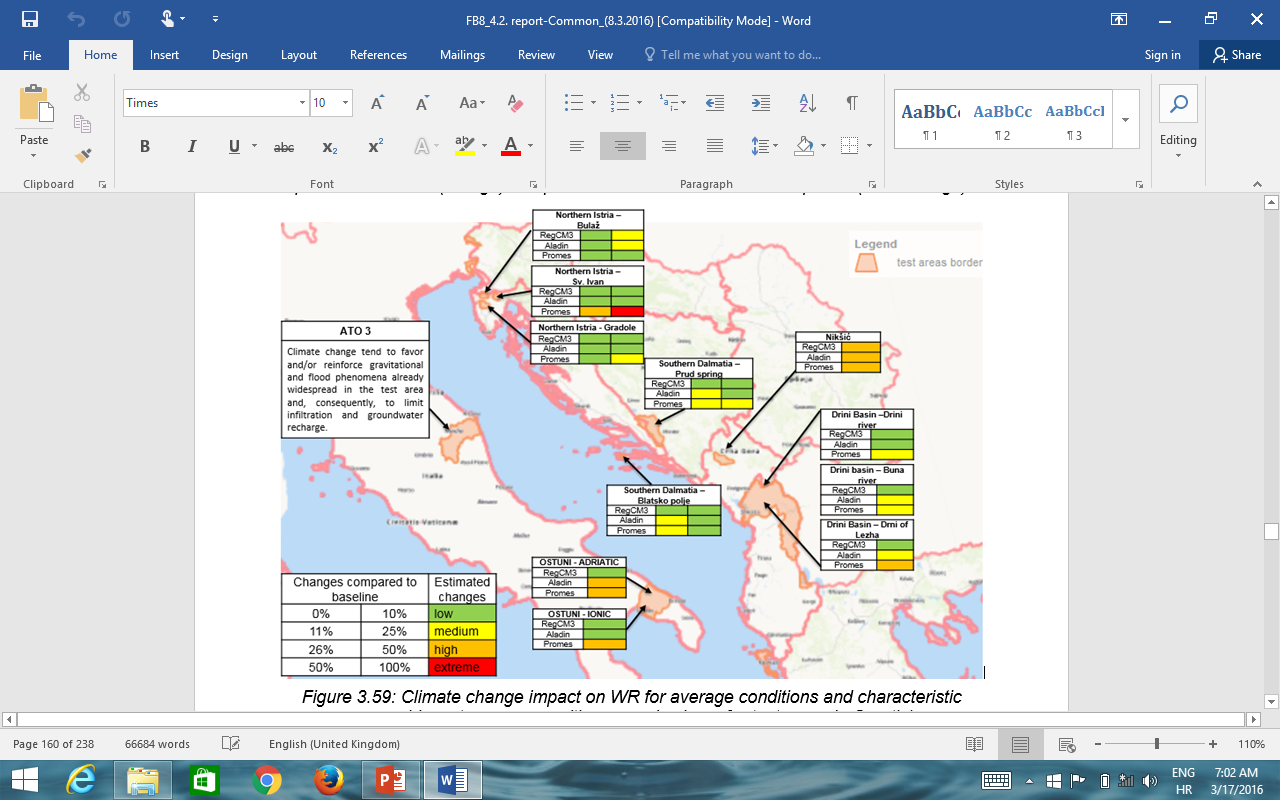 FB8_4.2. report-Common_(8.3.2016) [Compatibility Mode] - Word
File Home Insert Design Layout References Mailings Review View Tell me what you want to do... Sign in Share
Times 10
Paste
AaBbCc AaBbCc AaBbCcI
¶ 1 ¶ 2 ¶ 3
Editing
Clipboard Font Paragraph Styles
Northern Istria –
Bulaž
RegCM3
Aladin
Promes
Northern Istria –
Sv. Ivan
RegCM3
Aladin
Promes
Northern Istria - Gradole
RegCM3
Aladin
Promes
Legend
test areas border
ATO 3
Climate change tend to favor
and/or reinforce gravitational
and flood phenomena already
widespread in the test area
and, consequently, to limit
infiltration and groundwater
recharge.
Southern Dalmatia –
Prud spring
RegCM3
Aladin
Promes
Nikšić
RegCM3
Aladin
Promes
Crna Gora
Italia
Drini Basin –Drini
river
RegCM3
Aladin
Promes
Drini basin – Buna
river
RegCM3
Aladin
Promes
Drini Basin – Drni of
Lezha
RegCM3
Aladin
Promes
Southern Dalmatia –
Blatsko polje
RegCM3
Aladin
Promes
OSTUNI - ADRIATIC
RegCM3
Aladin
Promes
OSTUNI - IONIC
RegCM3
Aladin
Promes
Changes compared to
baseline
Estimated
changes
0% 10% low
11% 25% medium
26% 50% high
50% 100% extreme
Figure 3.59: Climate change impact on WR for average conditions and characteristic
Page 160 of 238 66684 words English (United Kingdom) 110%
ENG
HR
7:02 AM
3/17/2016